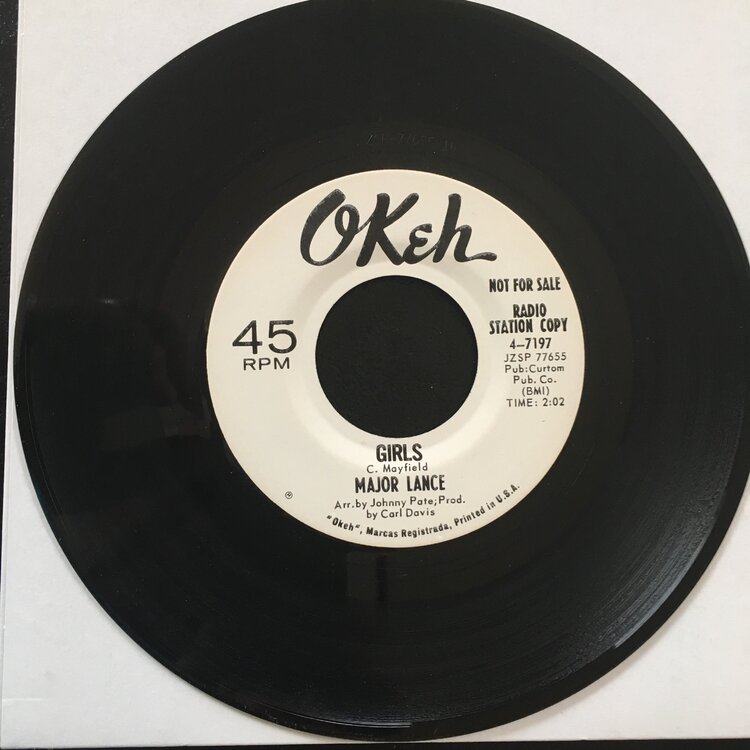 OKeh
NOT FOR SALE
RADIO
STATION COPY
4-7197
JZSP 77655
Pub:Curtom
Pub. Co.
(BMI)
TIME: 2:02
45
RPM
GIRLS
C. Mayfield
MAJOR LANCE
Arr.by Johnny Pate; Prod.
by Carl Davis
"Okeh", Marcas Registrada, Printed in U.S.A.